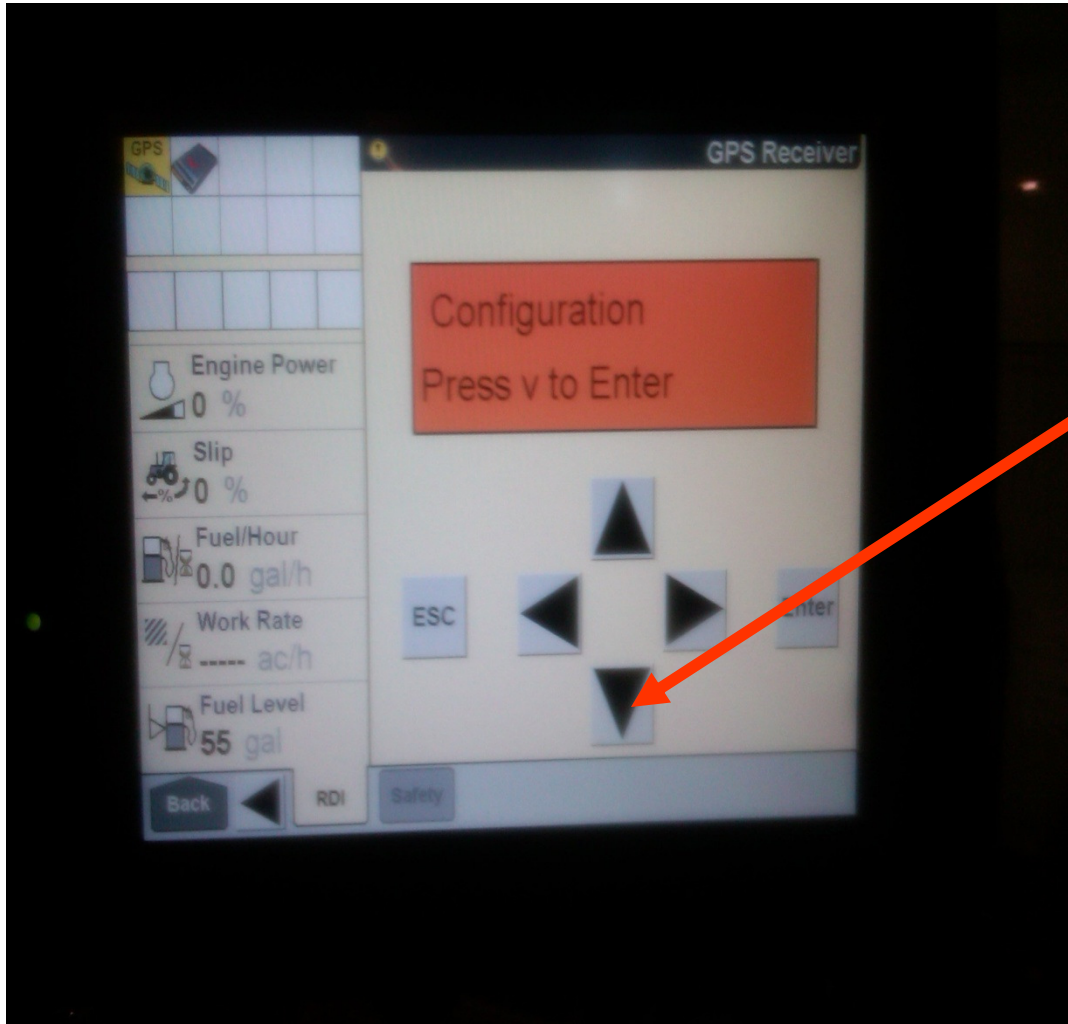 GPS
GPS Receiver
Configuration
Press v to Enter
Engine Power
0 %
Slip
←%
0 %
Fuel/Hour
0.0 gal/h
Work Rate
----- ac/h
Fuel Level
55 gal
ESC
Enter
Back
RDI
Safety